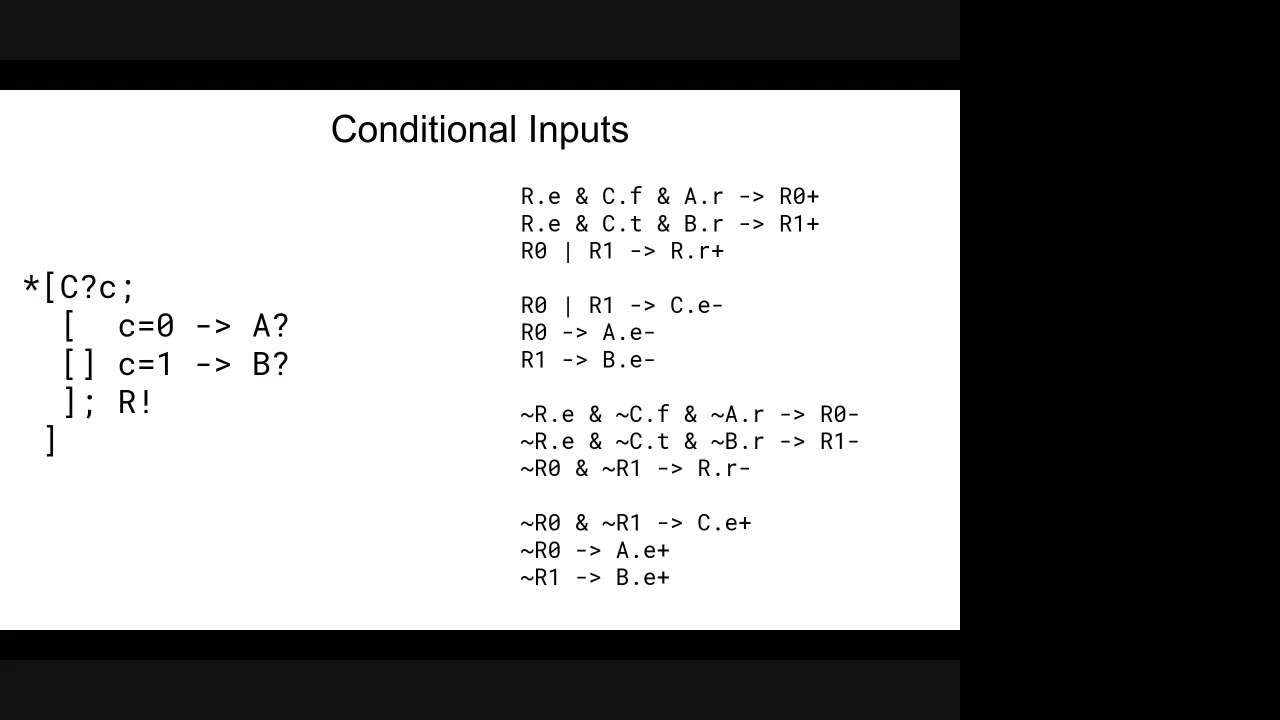 Conditional Inputs
*[C?c;
[ c=0 -> A?
[] c=1 -> B?
]; R!
]
R.e & C.f & A.r -> R0+
R.e & C.t & B.r -> R1+
R0 | R1 -> R.r+
R0 | R1 -> C.e-
R0 -> A.e-
R1 -> B.e-
~R.e & ~C.f & ~A.r -> R0-
~R.e & ~C.t & ~B.r -> R1-
~R0 & ~R1 -> R.r-
~R0 & ~R1 -> C.e+
~R0 -> A.e+
~R1 -> B.e+